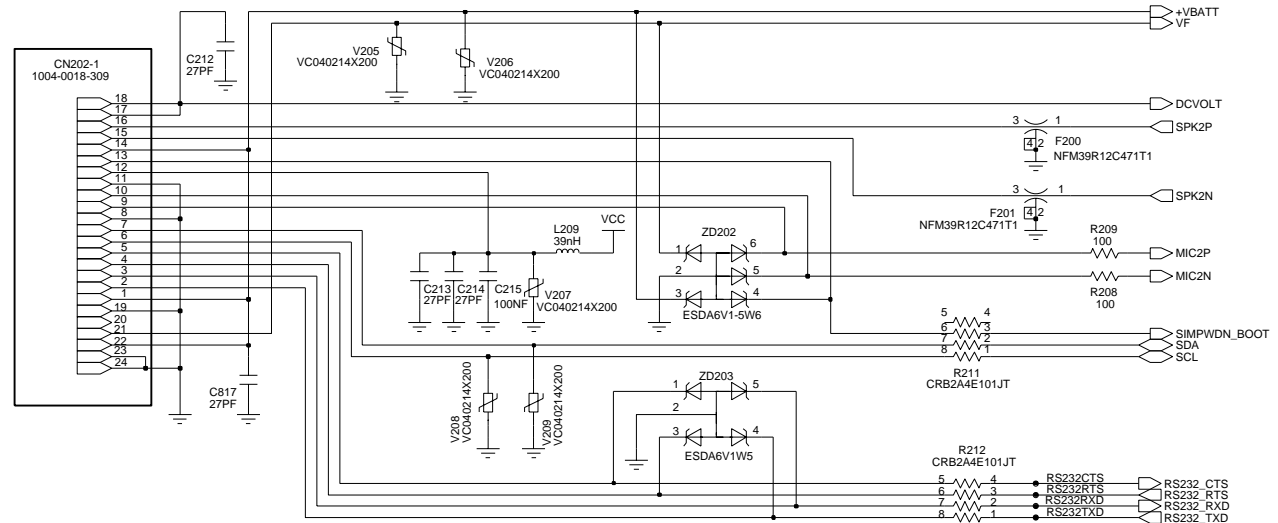 +VBATT
VF
V205
VC040214X200
V206
VC040214X200
C212
27PF
CN202-1
1004-0018-309
18
17
16
15
14
13
12
11
10
9
8
7
6
5
4
3
2
1
19
20
21
22
23
24
DCVOLT
3 1
SPK2P
4 2
F200
NFM39R12C471T1
3 1
SPK2N
4 2
F201
NFM39R12C471T1
VCC
L209
39nH
ZD202
1 6
2 5
3 4
ESDA6V1-5W6
R209
100
MIC2P
MIC2N
R208
100
C213
27PF
C214
27PF
C215
100NF
V207
VC040214X200
5 4
6 3
7 2
8 1
SIMPWDN_BOOT
SDA
SCL
R211
CRB2A4E101JT
C817
27PF
V208
VC040214X200
V209
VC040214X200
ZD203
1 5
2
3 4
ESDA6V1W5
R212
CRB2A4E101JT
5 4 RS232CTS RS232_CTS
6 3 RS232RTS RS232_RTS
7 2 RS232RXD RS232_RXD
8 1 RS232TXD RS232_TXD